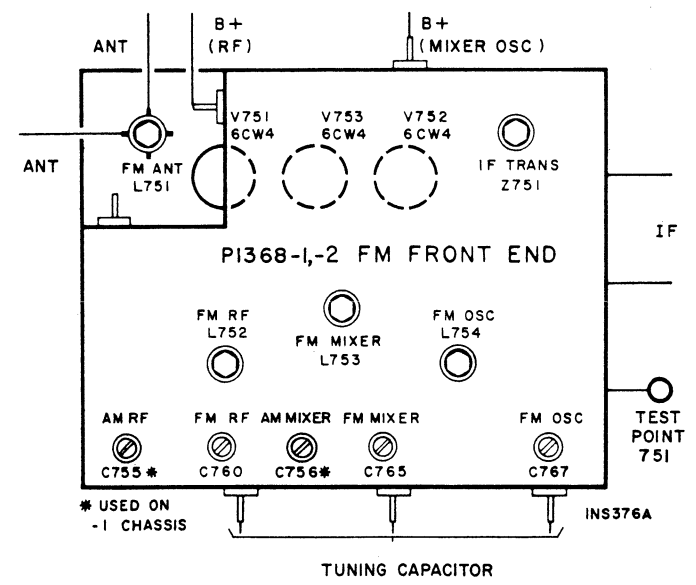 B+
(RF)
B+
(MIXER OSC)
ANT
ANT
FM ANT
L751
V751
6CW4
V753
6CW4
V752
6CW4
IF TRANS
Z751
IF
P1368-1,-2 FM FRONT END
FM RF
L752
FM MIXER
L753
FM OSC
L754
AM RF
C755*
FM RF
C760
AM MIXER
C756*
FM MIXER
C765
FM OSC
C767
TEST
POINT
751
* USED ON
-1 CHASSIS
INS376A
TUNING CAPACITOR